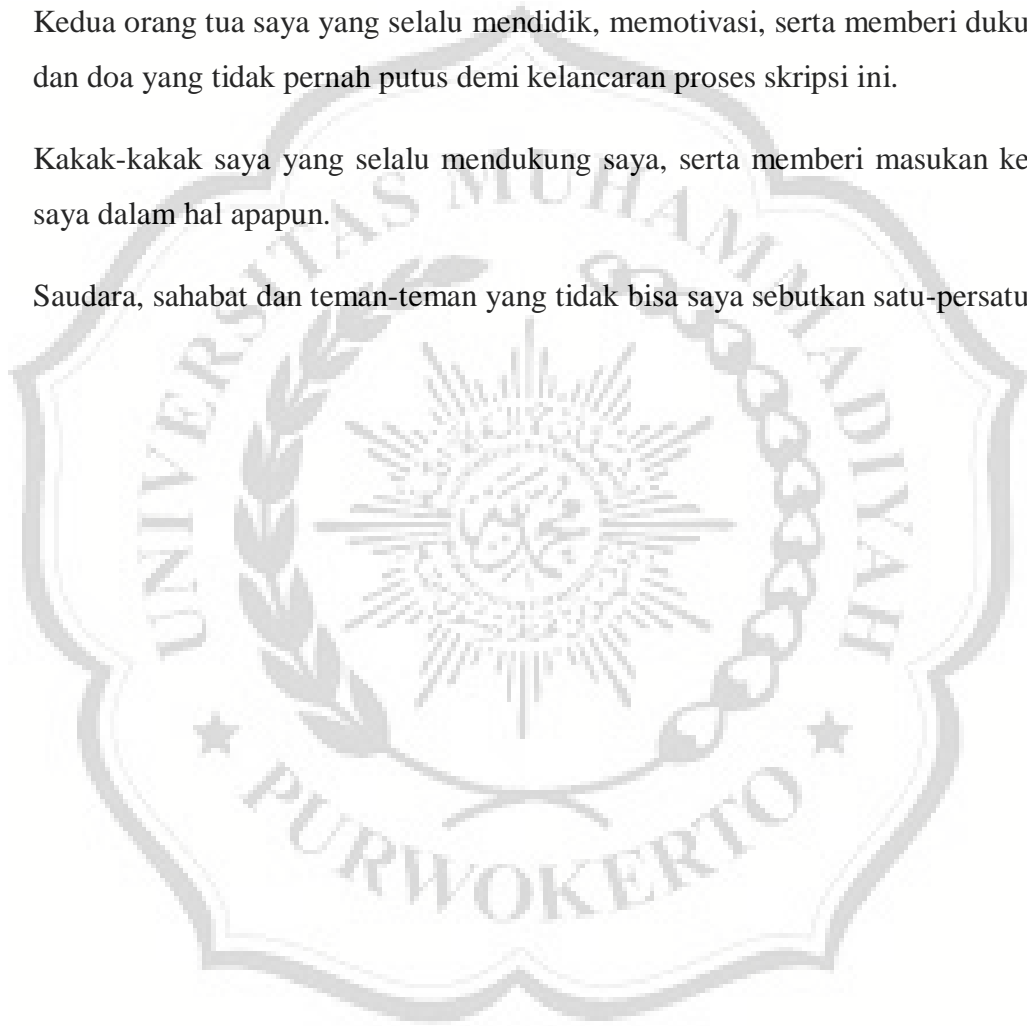 Kedua orang tua saya yang selalu mendidik, memotivasi, serta memberi duku
dan doa yang tidak pernah putus demi kelancaran proses skripsi ini.
Kakak-kakak saya yang selalu mendukung saya, serta memberi masukan ke
saya dalam hal apapun.
Saudara, sahabat dan teman-teman yang tidak bisa saya sebutkan satu-persatu
UNIVERSITAS MUHAMMADIYAH
PURWOKERTO